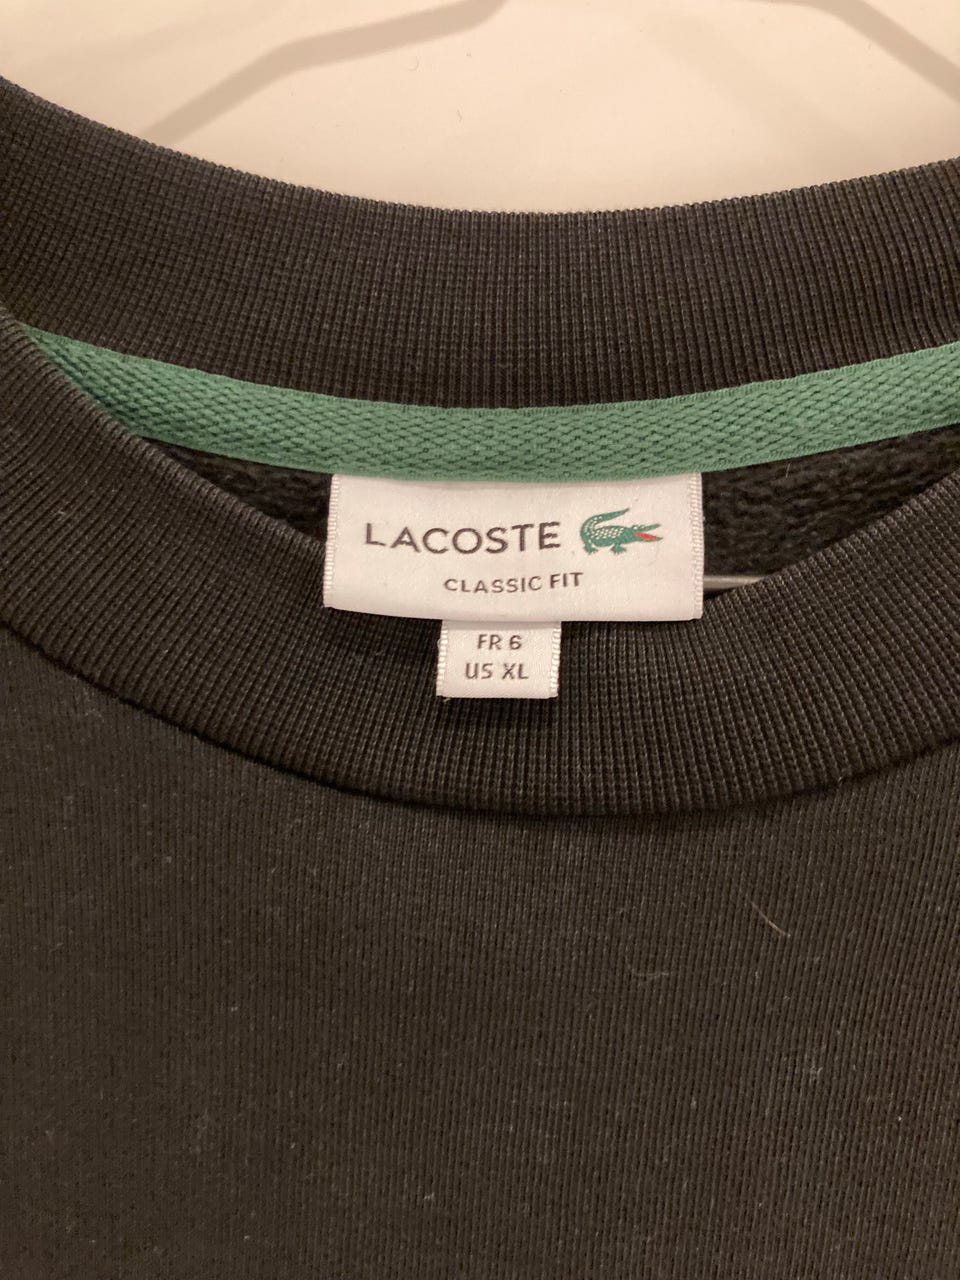 LACOSTE
CLASSIC FIT
FR 6
US XL